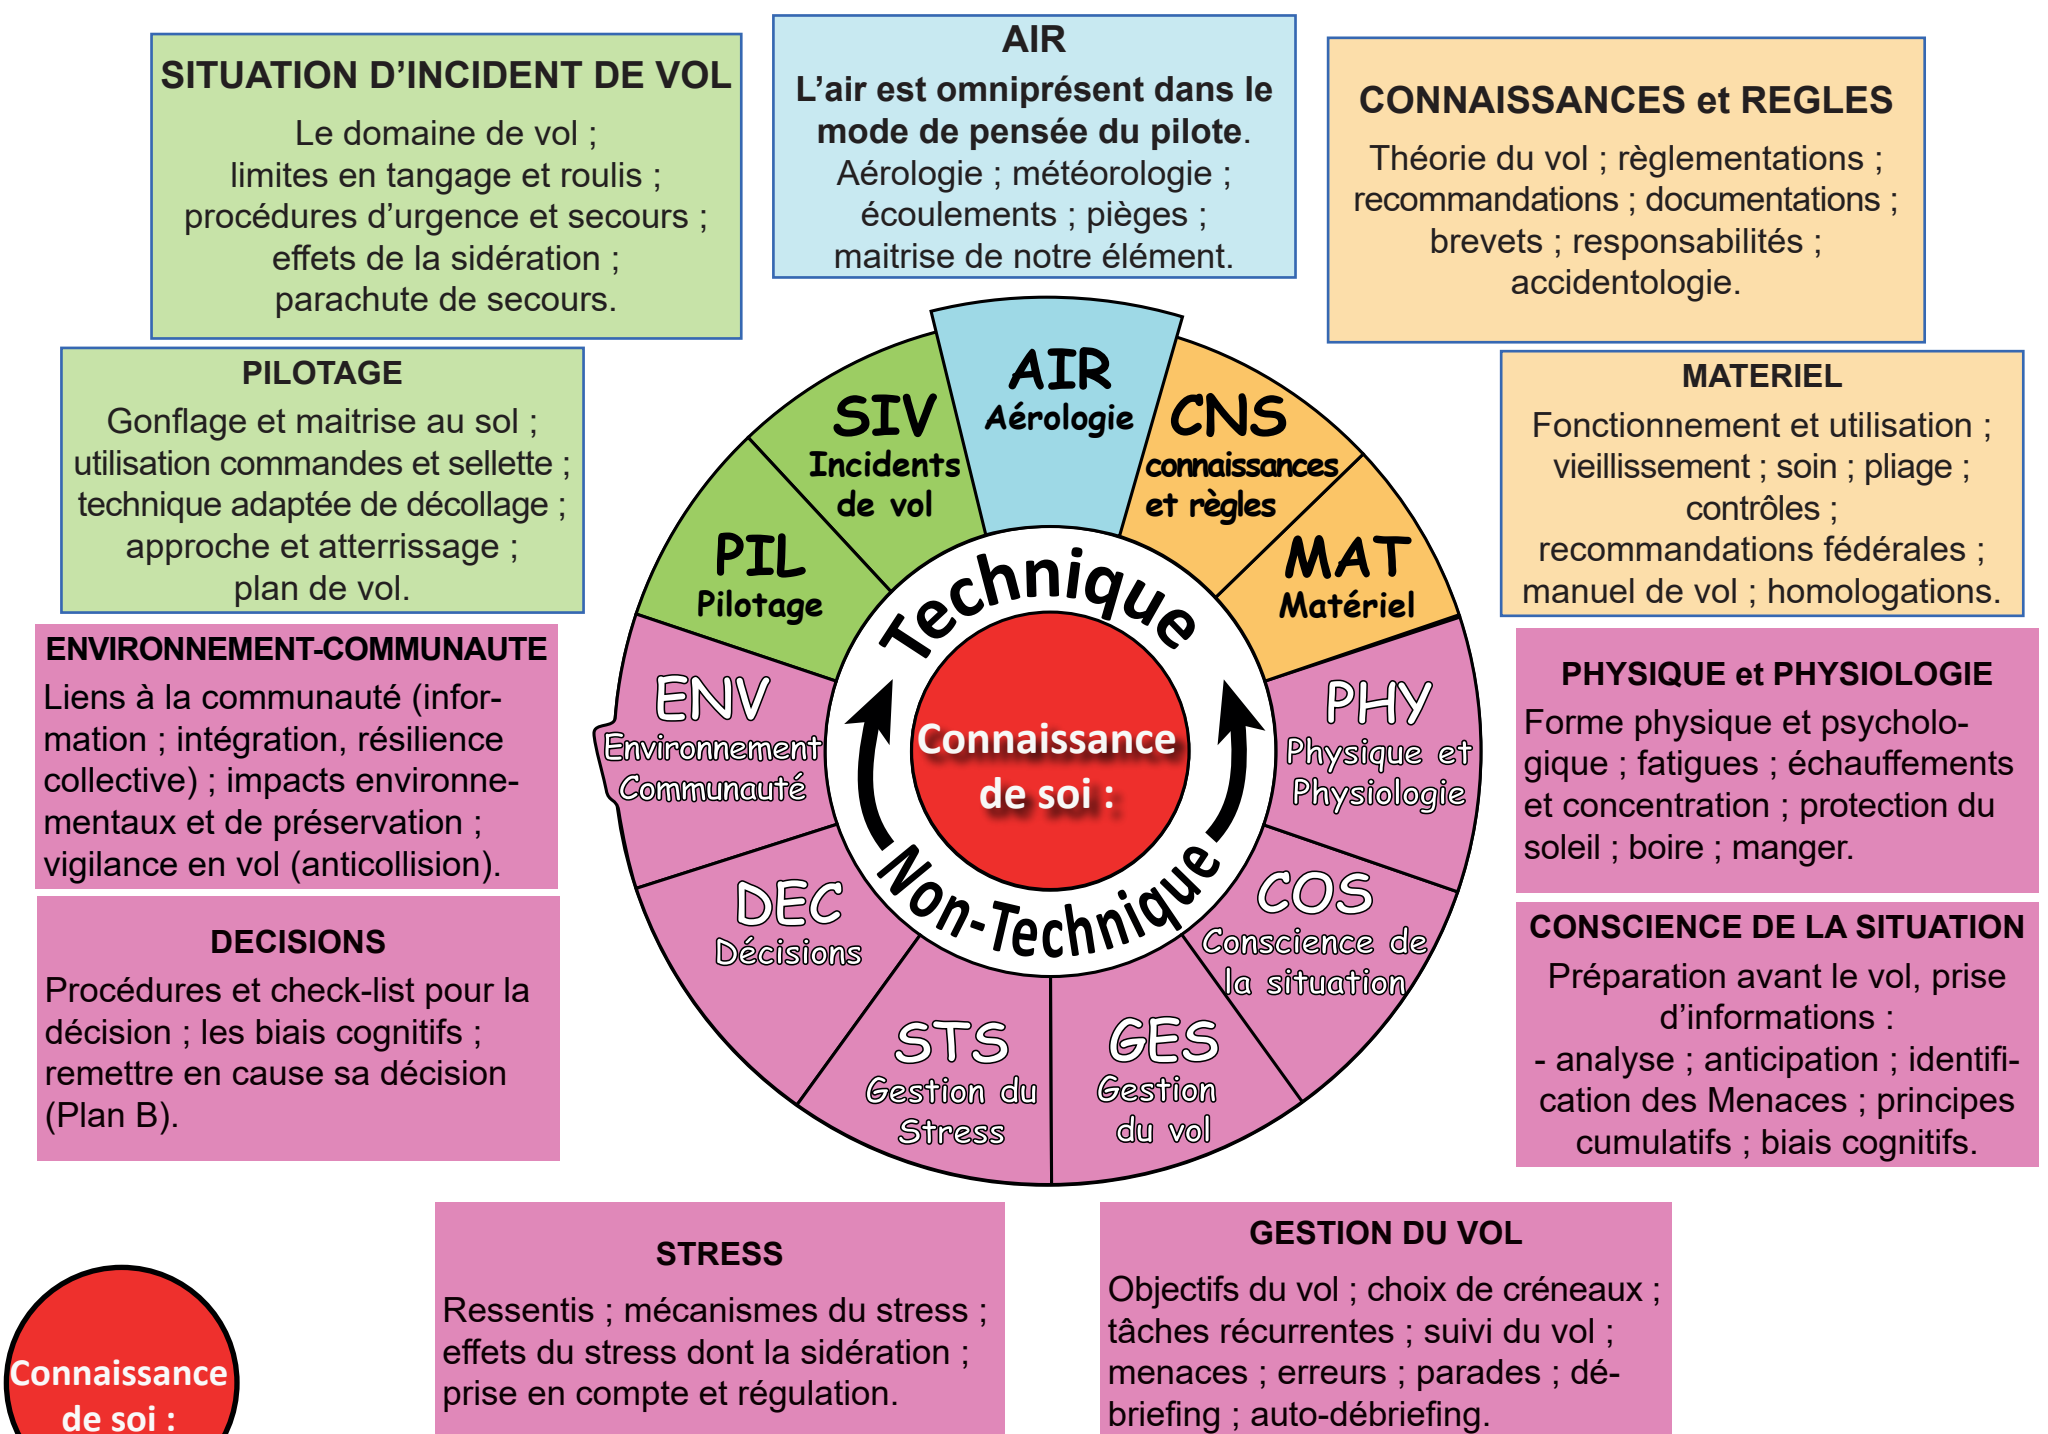 SITUATION D’INCIDENT DE VOL
Le domaine de vol ;
limites en tangage et roulis ;
procédures d’urgence et secours ;
effets de la sidération ;
parachute de secours.
AIR
L’air est omniprésent dans le
mode de pensée du pilote.
Aérologie ; météorologie ;
écoulements ; pièges ;
maitrise de notre élément.
CONNAISSANCES et REGLES
Théorie du vol ; règlementations ;
recommandations ; documentations ;
brevets ; responsabilités ;
accidentologie.
PILOTAGE
Gonflage et maitrise au sol ;
utilisation commandes et sellette ;
technique adaptée de décollage ;
approche et atterrissage ;
plan de vol.
MATERIEL
Fonctionnement et utilisation ;
vieillissement ; soin ; pliage ;
contrôles ;
recommandations fédérales ;
manuel de vol ; homologations.
ENVIRONNEMENT-COMMUNAUTE
Liens à la communauté (infor-
mation ; intégration, résilience
collective) ; impacts environne-
mentaux et de préservation ;
vigilance en vol (anticollision).
PHYSIQUE et PHYSIOLOGIE
Forme physique et psycholo-
gique ; fatigues ; échauffements
et concentration ; protection du
soleil ; boire ; manger.
DECISIONS
Procédures et check-list pour la
décision ; les biais cognitifs ;
remettre en cause sa décision
(Plan B).
CONSCIENCE DE LA SITUATION
Préparation avant le vol, prise
d’informations :
- analyse ; anticipation ; identifi-
cation des Menaces ; principes
cumulatifs ; biais cognitifs.
AIR
Aérologie
SIV
Incidents
de vol
CNS
connaissances
et règles
PIL
Pilotage
MAT
Matériel
ENV
Environnement
Communauté
PHY
Physique et
Physiologie
DEC
Décisions
COS
Conscience de
la situation
STS
Gestion du
Stress
GES
Gestion
du vol
Technique
Connaissance
de soi :
Non-Technique
STRESS
Ressentis ; mécanismes du stress ;
effets du stress dont la sidération ;
prise en compte et régulation.
GESTION DU VOL
Objectifs du vol ; choix de créneaux ;
tâches récurrentes ; suivi du vol ;
menaces ; erreurs ; parades ; dé-
briefing ; auto-débriefing.
Connaissance
de soi :